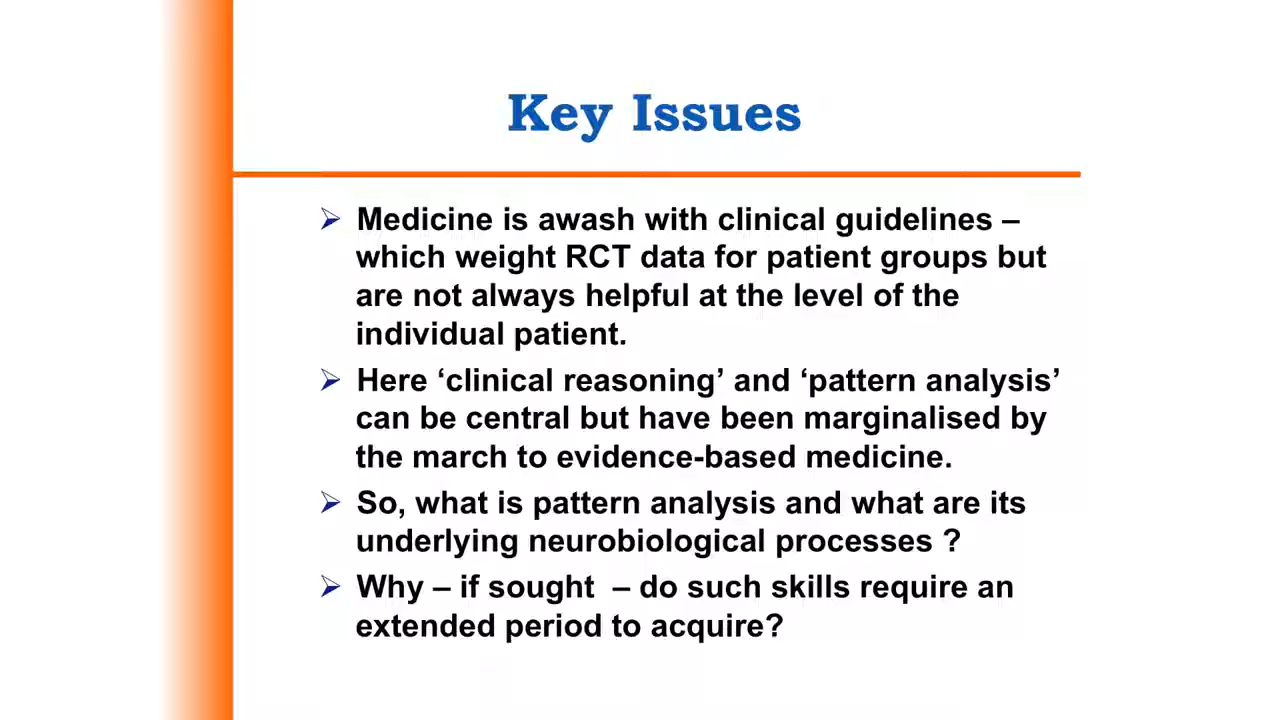 Key Issues
➢ Medicine is awash with clinical guidelines –
which weight RCT data for patient groups but
are not always helpful at the level of the
individual patient.
➢ Here ‘clinical reasoning’ and ‘pattern analysis’
can be central but have been marginalised by
the march to evidence-based medicine.
➢ So, what is pattern analysis and what are its
underlying neurobiological processes ?
➢ Why – if sought – do such skills require an
extended period to acquire?